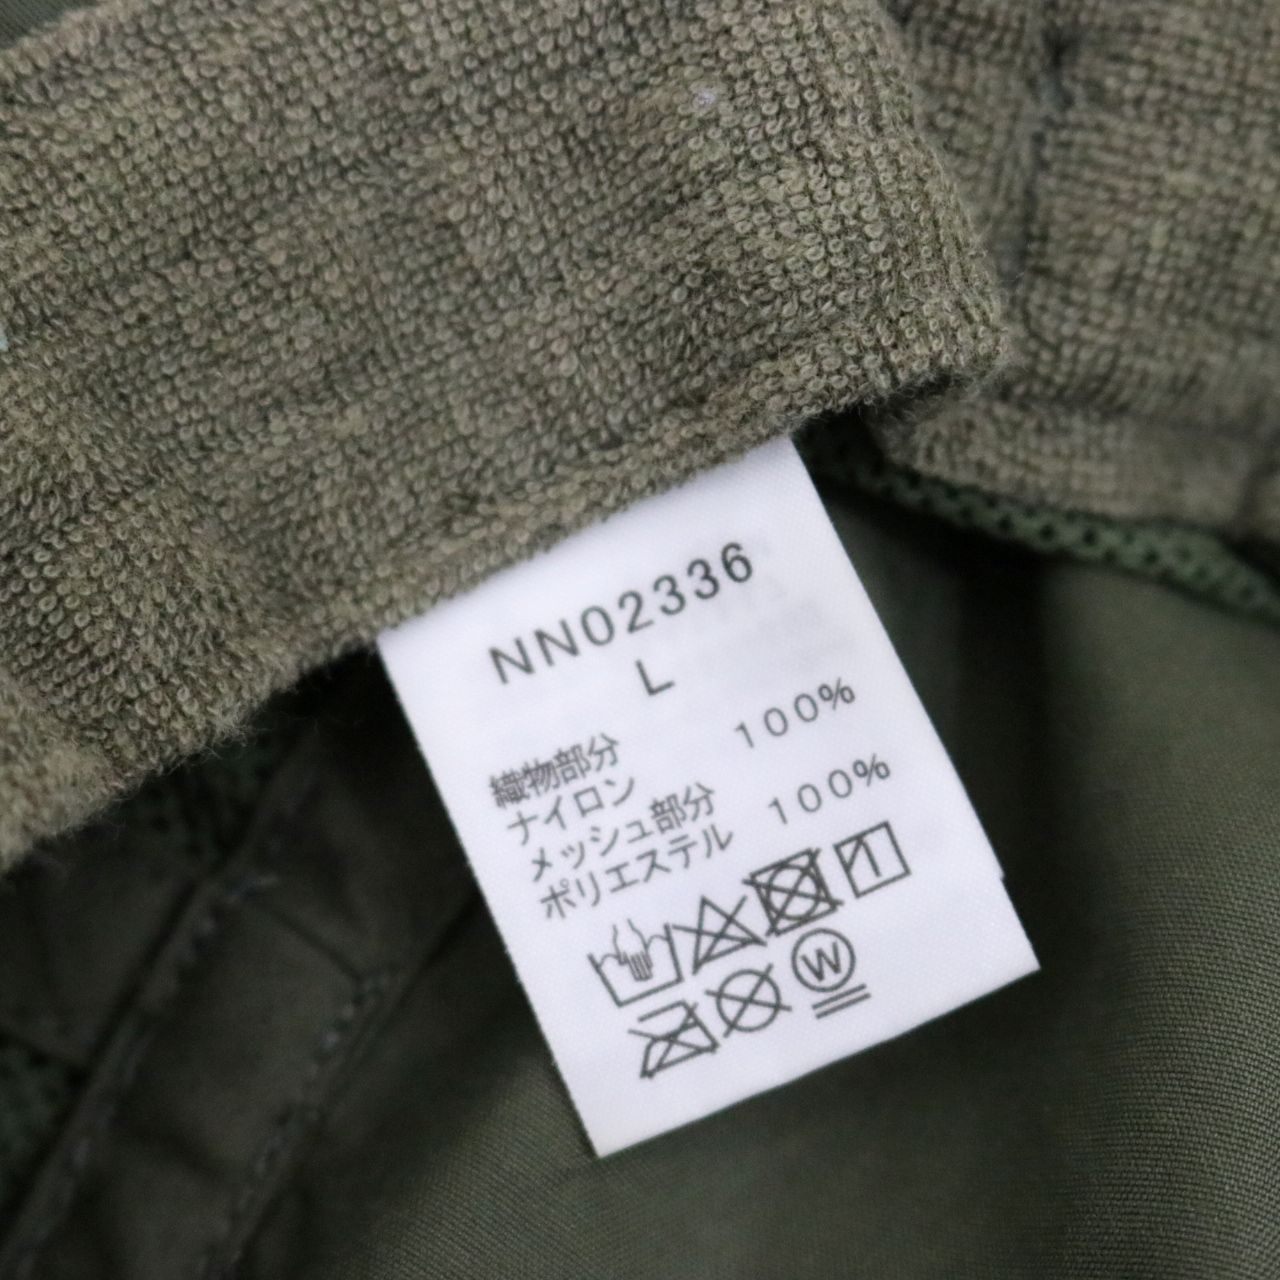 NN02336
L
織物部分
ナイロン 100%
メッシュ部分
ポリエステル 100%
W